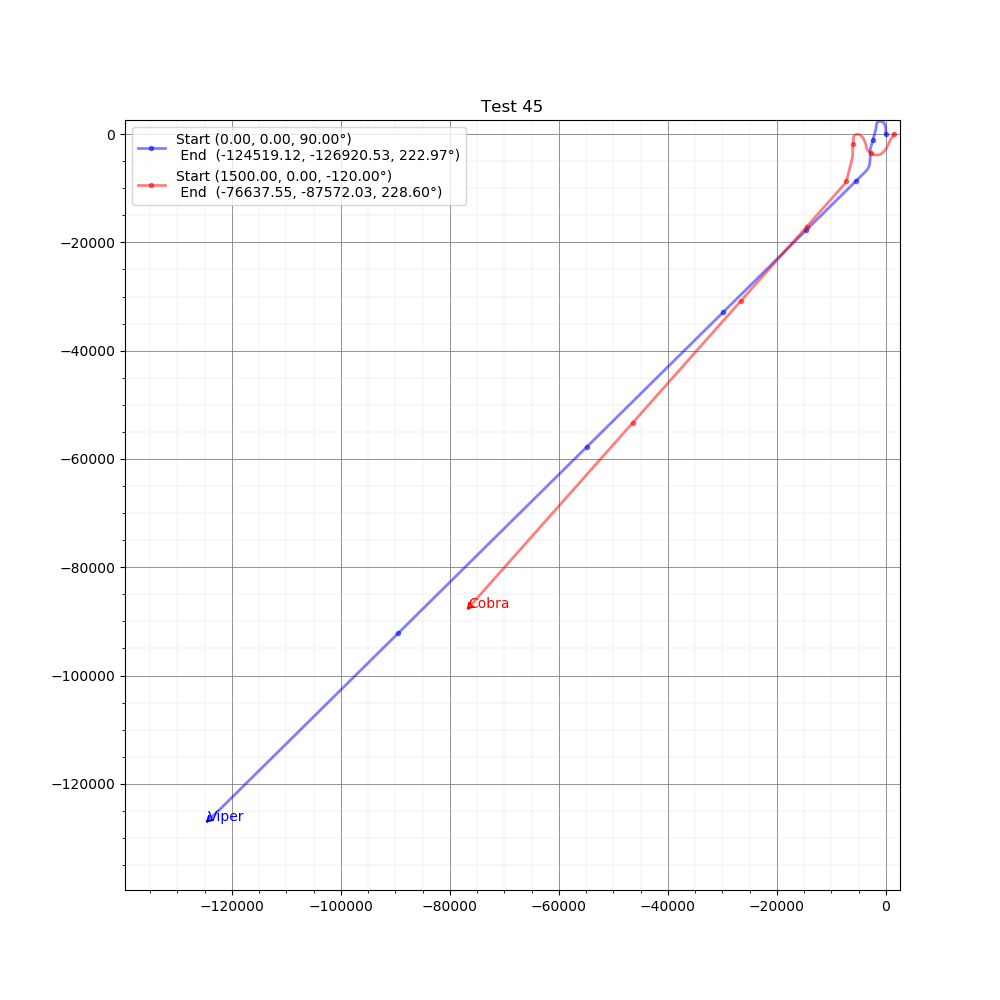 Test 45
Start (0.00, 0.00, 90.00°)
End (-124519.12, -126920.53, 222.97°)
Start (1500.00, 0.00, -120.00°)
End (-76637.55, -87572.03, 228.60°)
0
−20000
−40000
−60000
−80000
−100000
−120000
Cobra
Viper
−120000 −100000 −80000 −60000 −40000 −20000 0